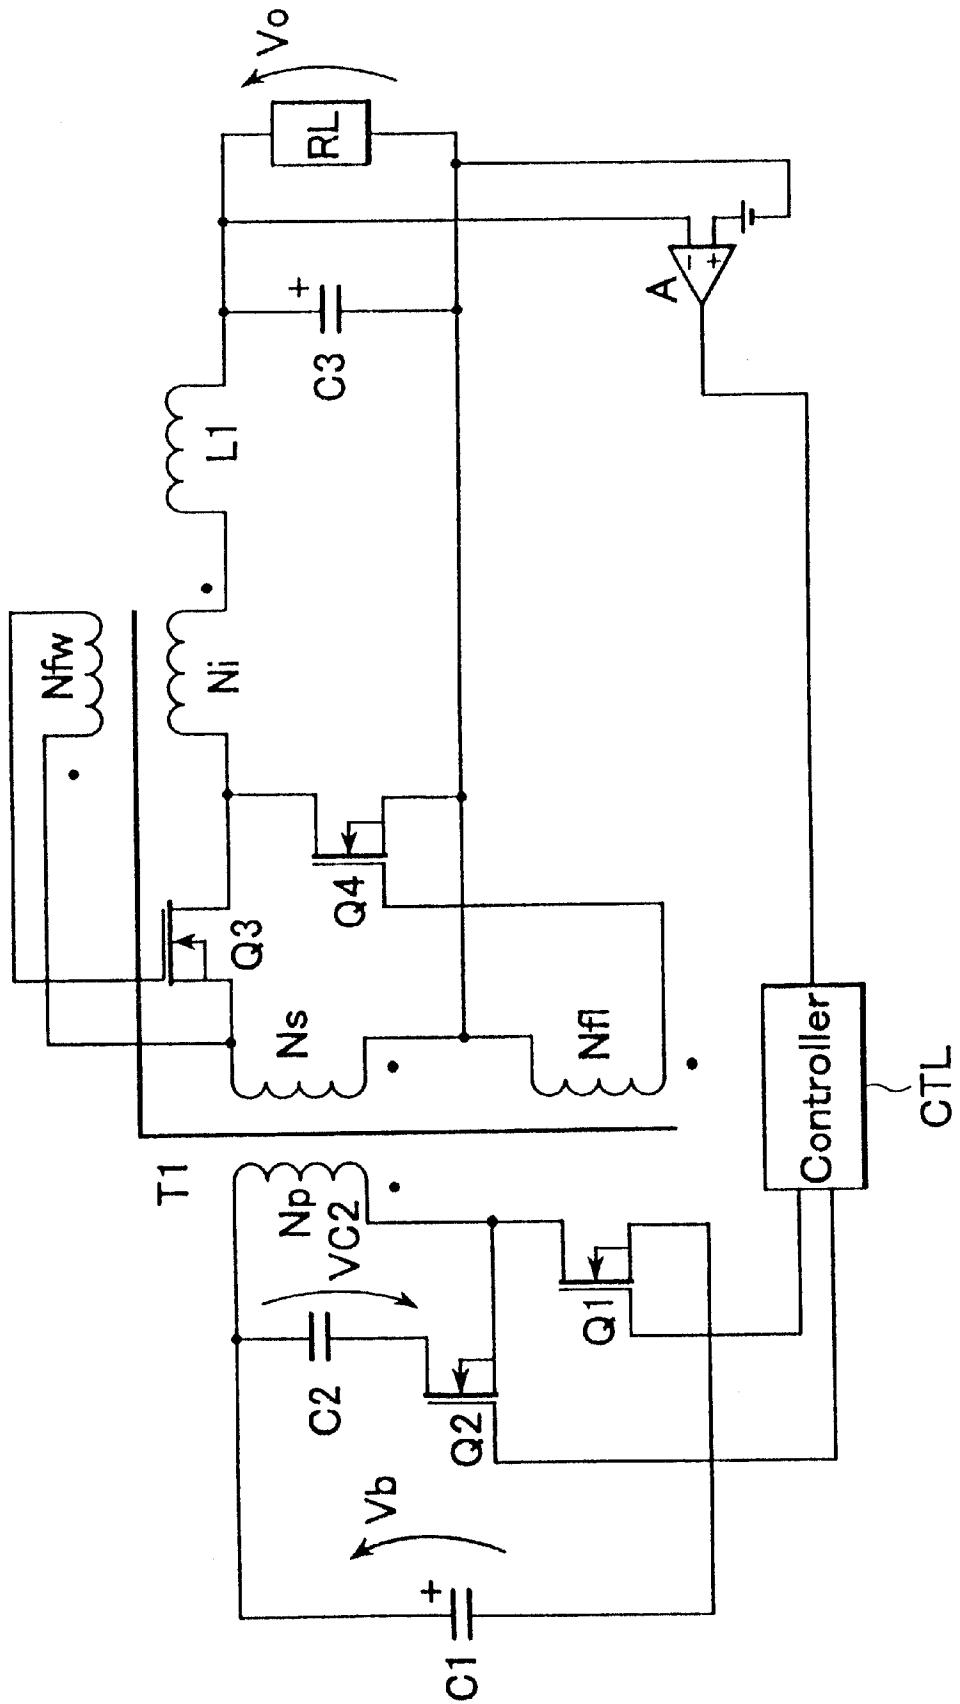 Vo
RL
A
- +
+
C3
L1
Nfw
Ni
Q4
Q3
Ns
Nfl
Controller
CTL
T1
Np
VC2
Q1
C2
Q2
Vb
+
C1